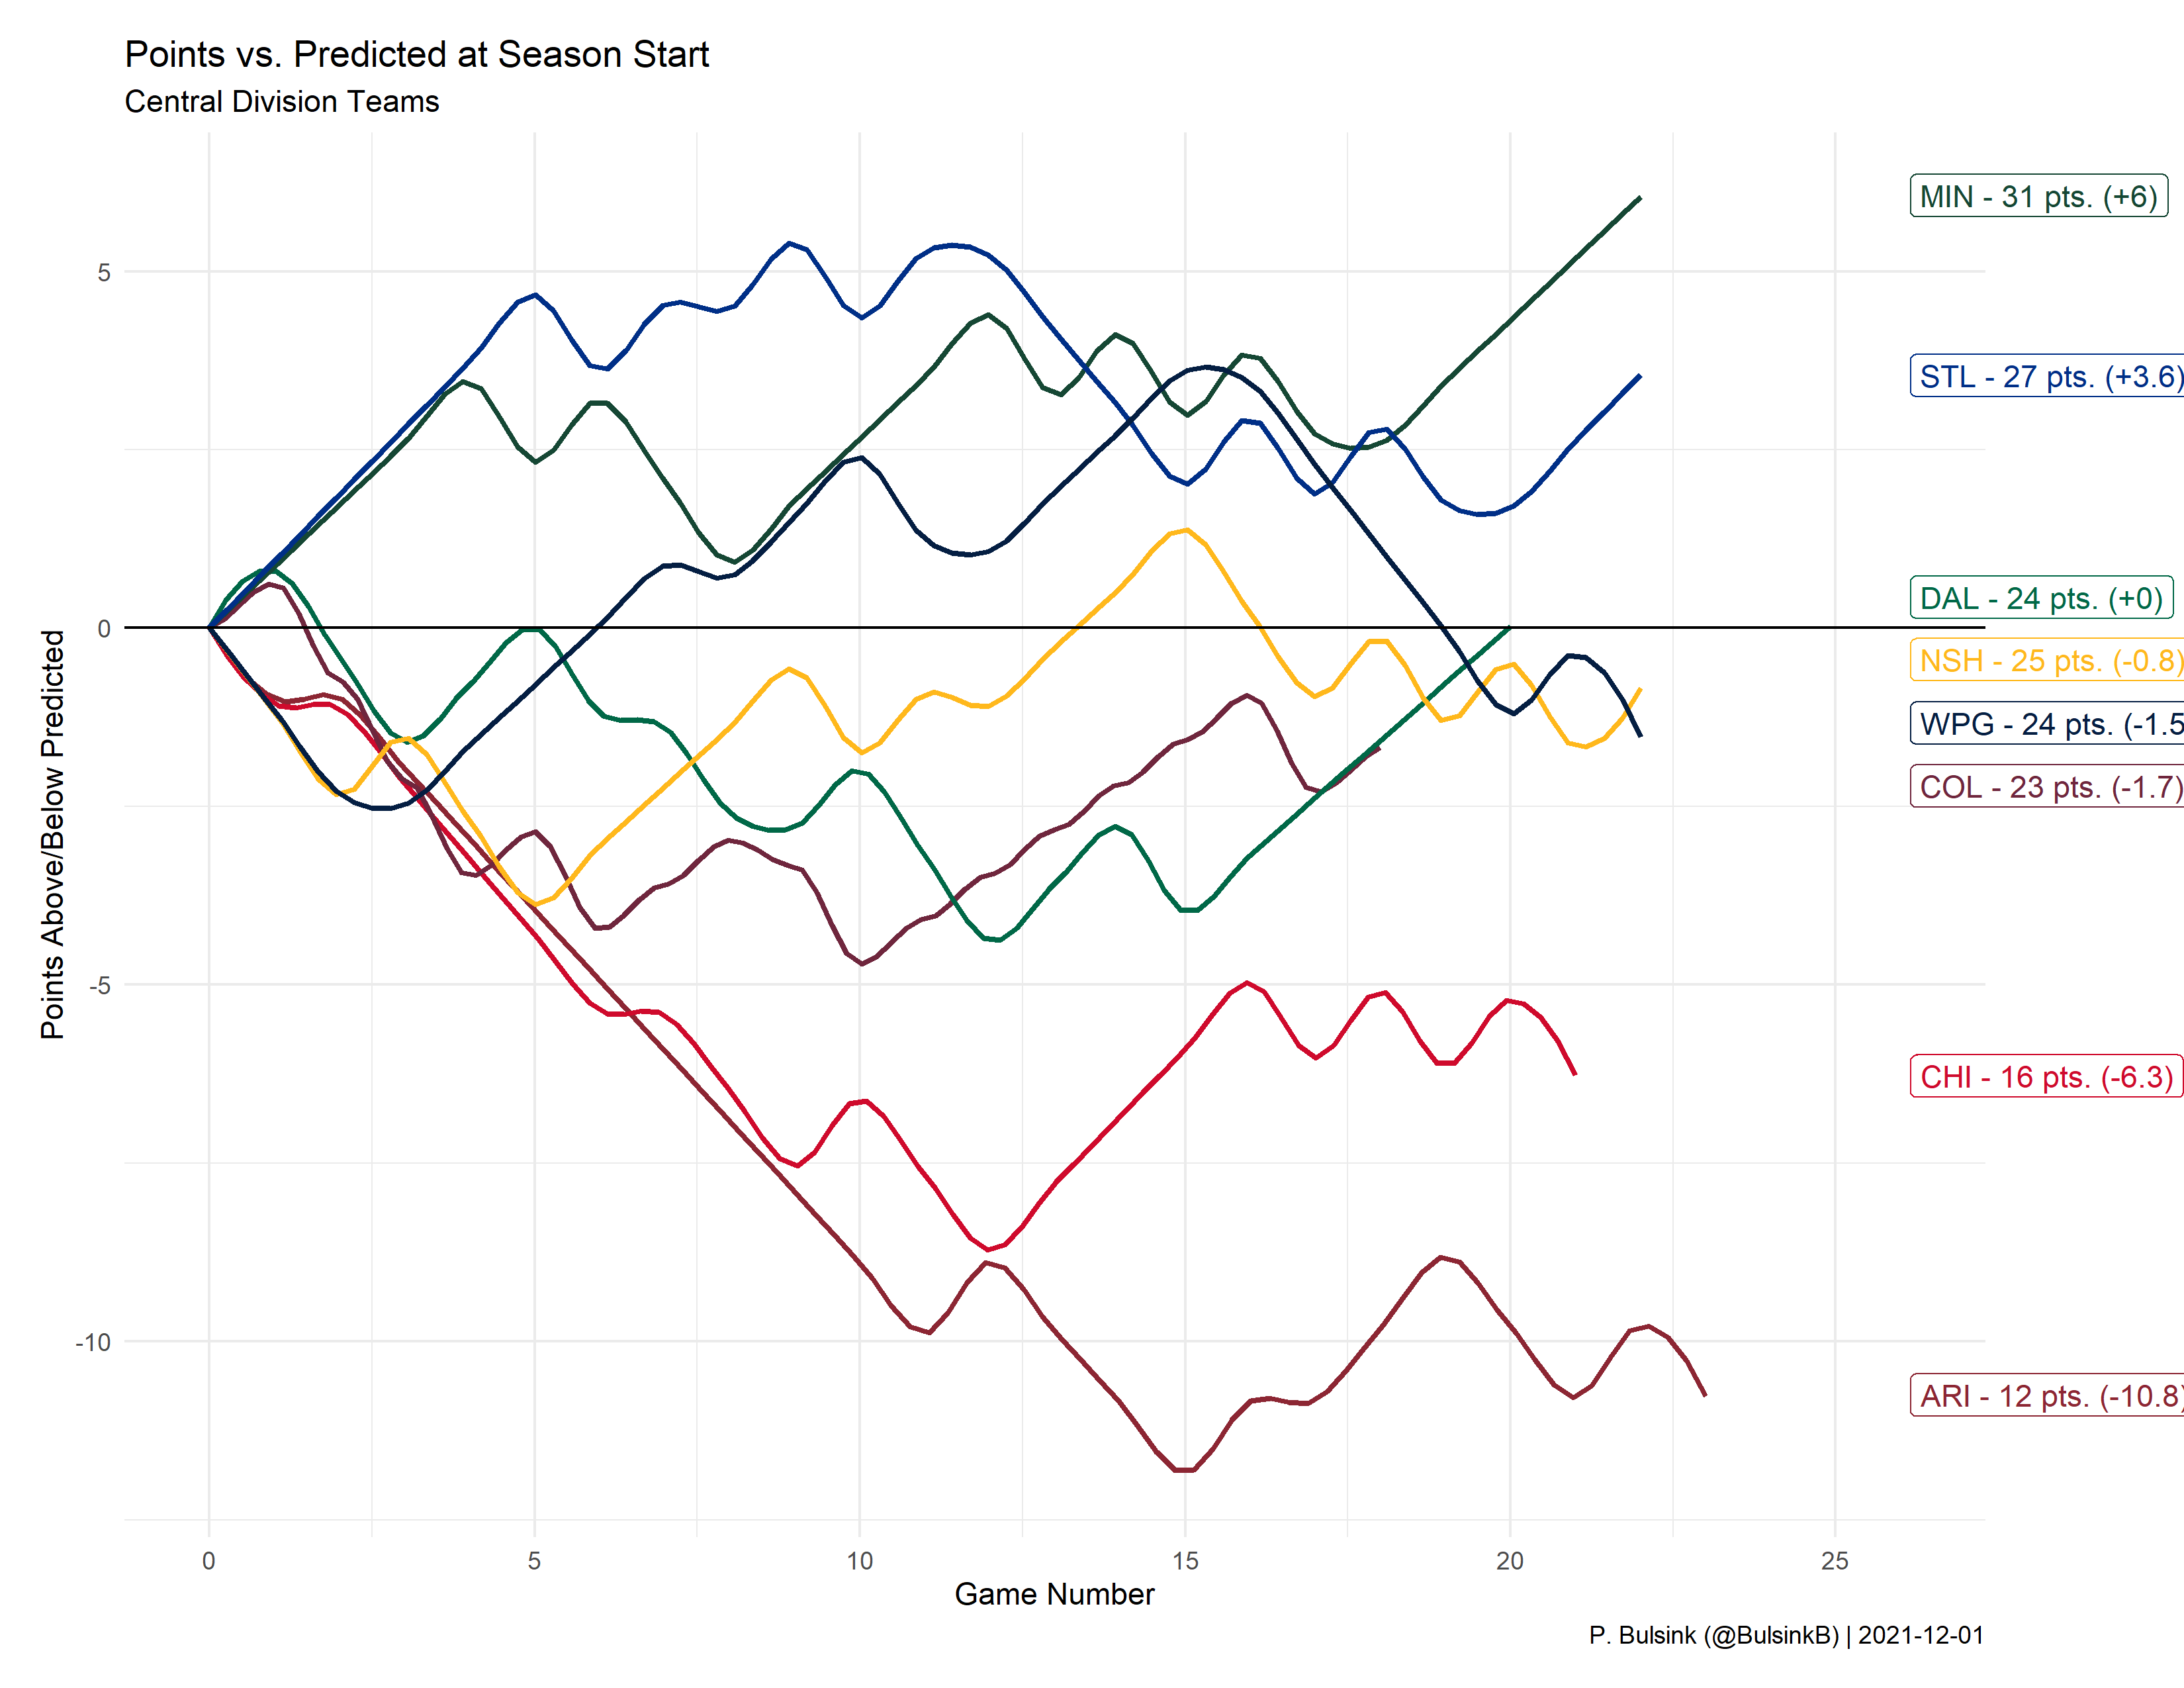 Points vs. Predicted at Season Start
Central Division Teams
Points Above/Below Predicted
5
0
-5
-10
MIN - 31 pts. (+6)
STL - 27 pts. (+3.6)
DAL - 24 pts. (+0)
NSH - 25 pts. (-0.8)
WPG - 24 pts. (-1.5
COL - 23 pts. (-1.7)
CHI - 16 pts. (-6.3)
ARI - 12 pts. (-10.8)
0 5 10 15 20 25
Game Number
P. Bulsink (@BulsinkB) | 2021-12-01